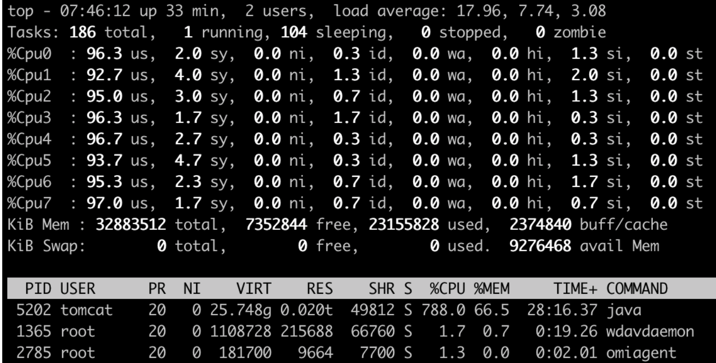 top - 07:46:12 up 33 min,  2 users,  load average: 17.96, 7.74, 3.08
Tasks: 186 total,   1 running, 104 sleeping,   0 stopped,   0 zombie
%Cpu0  : 96.3 us,  2.0 sy,  0.0 ni,  0.3 id,  0.0 wa,  0.0 hi,  1.3 si,  0.0 st
%Cpu1  : 92.7 us,  4.0 sy,  0.0 ni,  1.3 id,  0.0 wa,  0.0 hi,  2.0 si,  0.0 st
%Cpu2  : 95.0 us,  3.0 sy,  0.0 ni,  0.7 id,  0.0 wa,  0.0 hi,  1.3 si,  0.0 st
%Cpu3  : 96.3 us,  1.7 sy,  0.0 ni,  1.7 id,  0.0 wa,  0.0 hi,  0.3 si,  0.0 st
%Cpu4  : 96.7 us,  2.7 sy,  0.0 ni,  0.3 id,  0.0 wa,  0.0 hi,  0.3 si,  0.0 st
%Cpu5  : 93.7 us,  4.7 sy,  0.0 ni,  0.3 id,  0.0 wa,  0.0 hi,  1.3 si,  0.0 st
%Cpu6  : 95.3 us,  2.3 sy,  0.0 ni,  0.7 id,  0.0 wa,  0.0 hi,  1.7 si,  0.0 st
%Cpu7  : 97.0 us,  1.7 sy,  0.0 ni,  0.7 id,  0.0 wa,  0.0 hi,  0.7 si,  0.0 st
KiB Mem : 32883512 total,  7352844 free, 23155828 used,  2374840 buff/cache
KiB Swap:        0 total,        0 free,        0 used.  9276468 avail Mem
PID USER      PR  NI    VIRT    RES    SHR S  %CPU %MEM     TIME+ COMMAND
5202 tomcat    20   0 25.748g 0.020t  49812 S 788.0 66.5  28:16.37 java
1365 root      20   0 1108728 215688  66760 S   1.7  0.7   0:19.26 wdavdaemon
2785 root      20   0  181700   9664   7700 S   1.3  0.0   0:02.01 omiagent